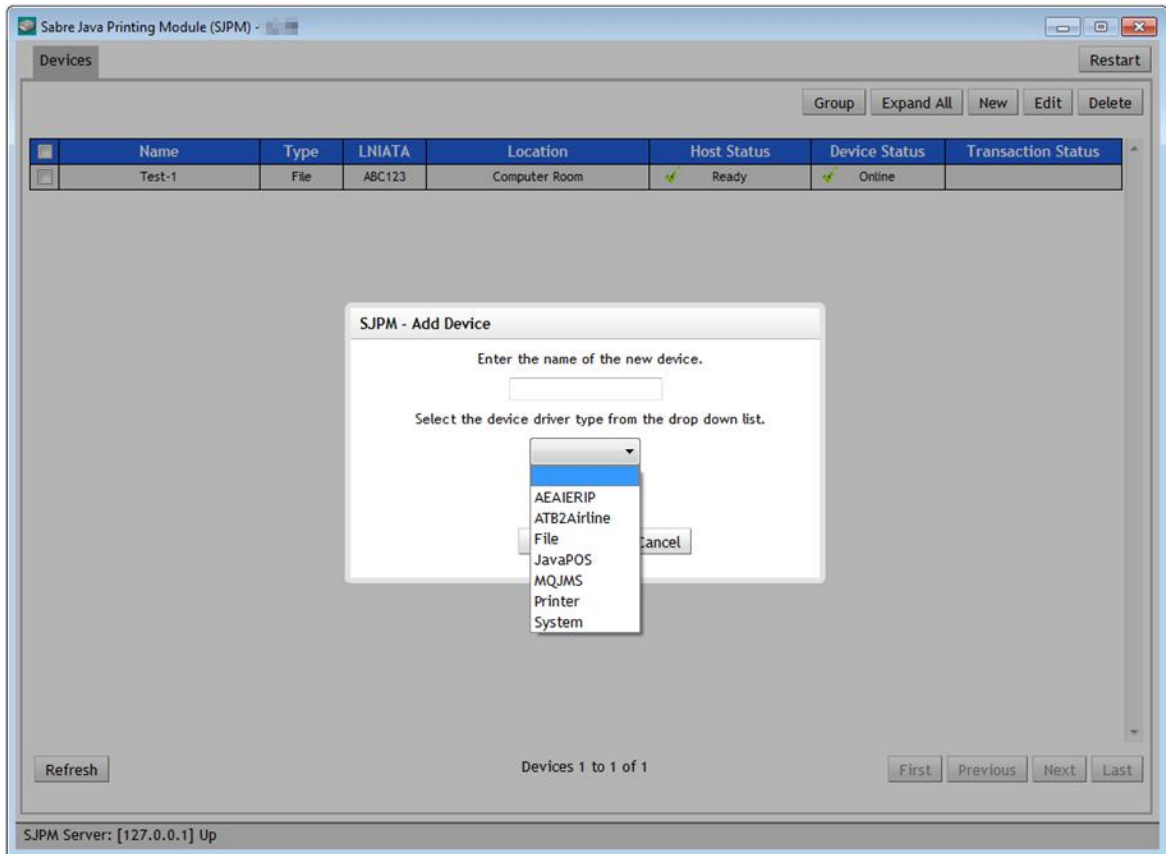 Sabre Java Printing Module (SJPM) -
Devices Restart
Group Expand All New Edit Delete
Name Type LNIATA Location Host Status Device Status Transaction Status
Test-1 File ABC123 Computer Room Ready Online
SJPM - Add Device
Enter the name of the new device.
Select the device driver type from the drop down list.
AEAIERIP
ATB2Airline
File
Cancel
JavaPOS
MQJMS
Printer
System
Refresh Devices 1 to 1 of 1 First Previous Next Last
SJPM Server: [127.0.0.1] Up